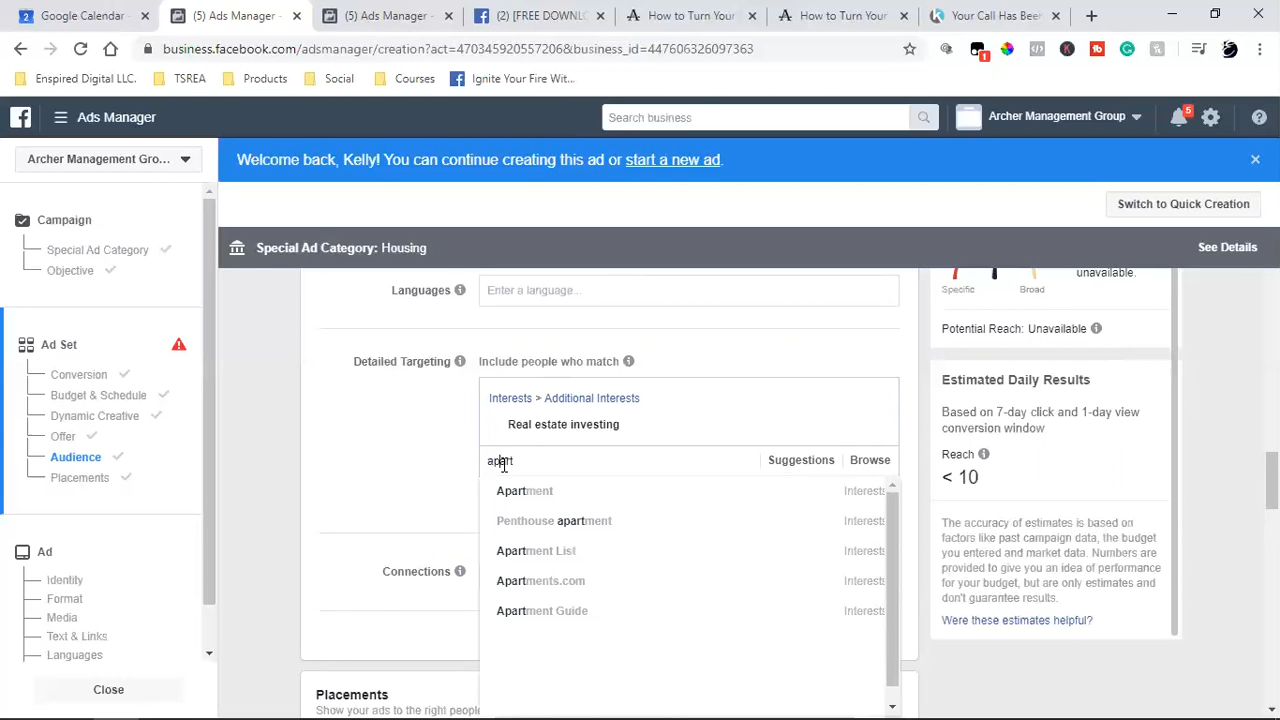 Google Calendar -
(5) Ads Manager
(5) Ads Manager -
(2) [FREE DOWNL
How to Turn Your
How to Turn Your
Your Call Has Been
business.facebook.com/adsmanager/creation?act=470345920557206&business_id=447606326097363
1
Enspired Digital LLC.
TSREA
Products
Social
Courses
Ignite Your Fire Wit...
Ads Manager
Search business
Archer Management Group
5
Archer Management Gro...
Welcome back, Kelly! You can continue creating this ad or start a new ad.
Switch to Quick Creation
Campaign
Special Ad Category
Objective
Special Ad Category: Housing
See Details
Ad Set
Conversion
Budget & Schedule
Dynamic Creative
Offer
Audience
Placements
Ad
Identity
Format
Media
Text & Links
Languages
Close
Languages
Enter a language...
Detailed Targeting
Include people who match
Interests > Additional Interests
Real estate investing
apart
Suggestions
Browse
Apartment
Interests
Penthouse apartment
Interests
Apartment List
Interests
Apartments.com
Interests
Apartment Guide
Interests
Connections
Placements
Show your ads to the right people
unavailable.
Specific
Broad
Potential Reach: Unavailable
Estimated Daily Results
Based on 7-day click and 1-day view
conversion window
Reach
< 10
The accuracy of estimates is based on
factors like past campaign data, the budget
you entered and market data. Numbers are
provided to give you an idea of performance
for your budget, but are only estimates and
don't guarantee results.
Were these estimates helpful?